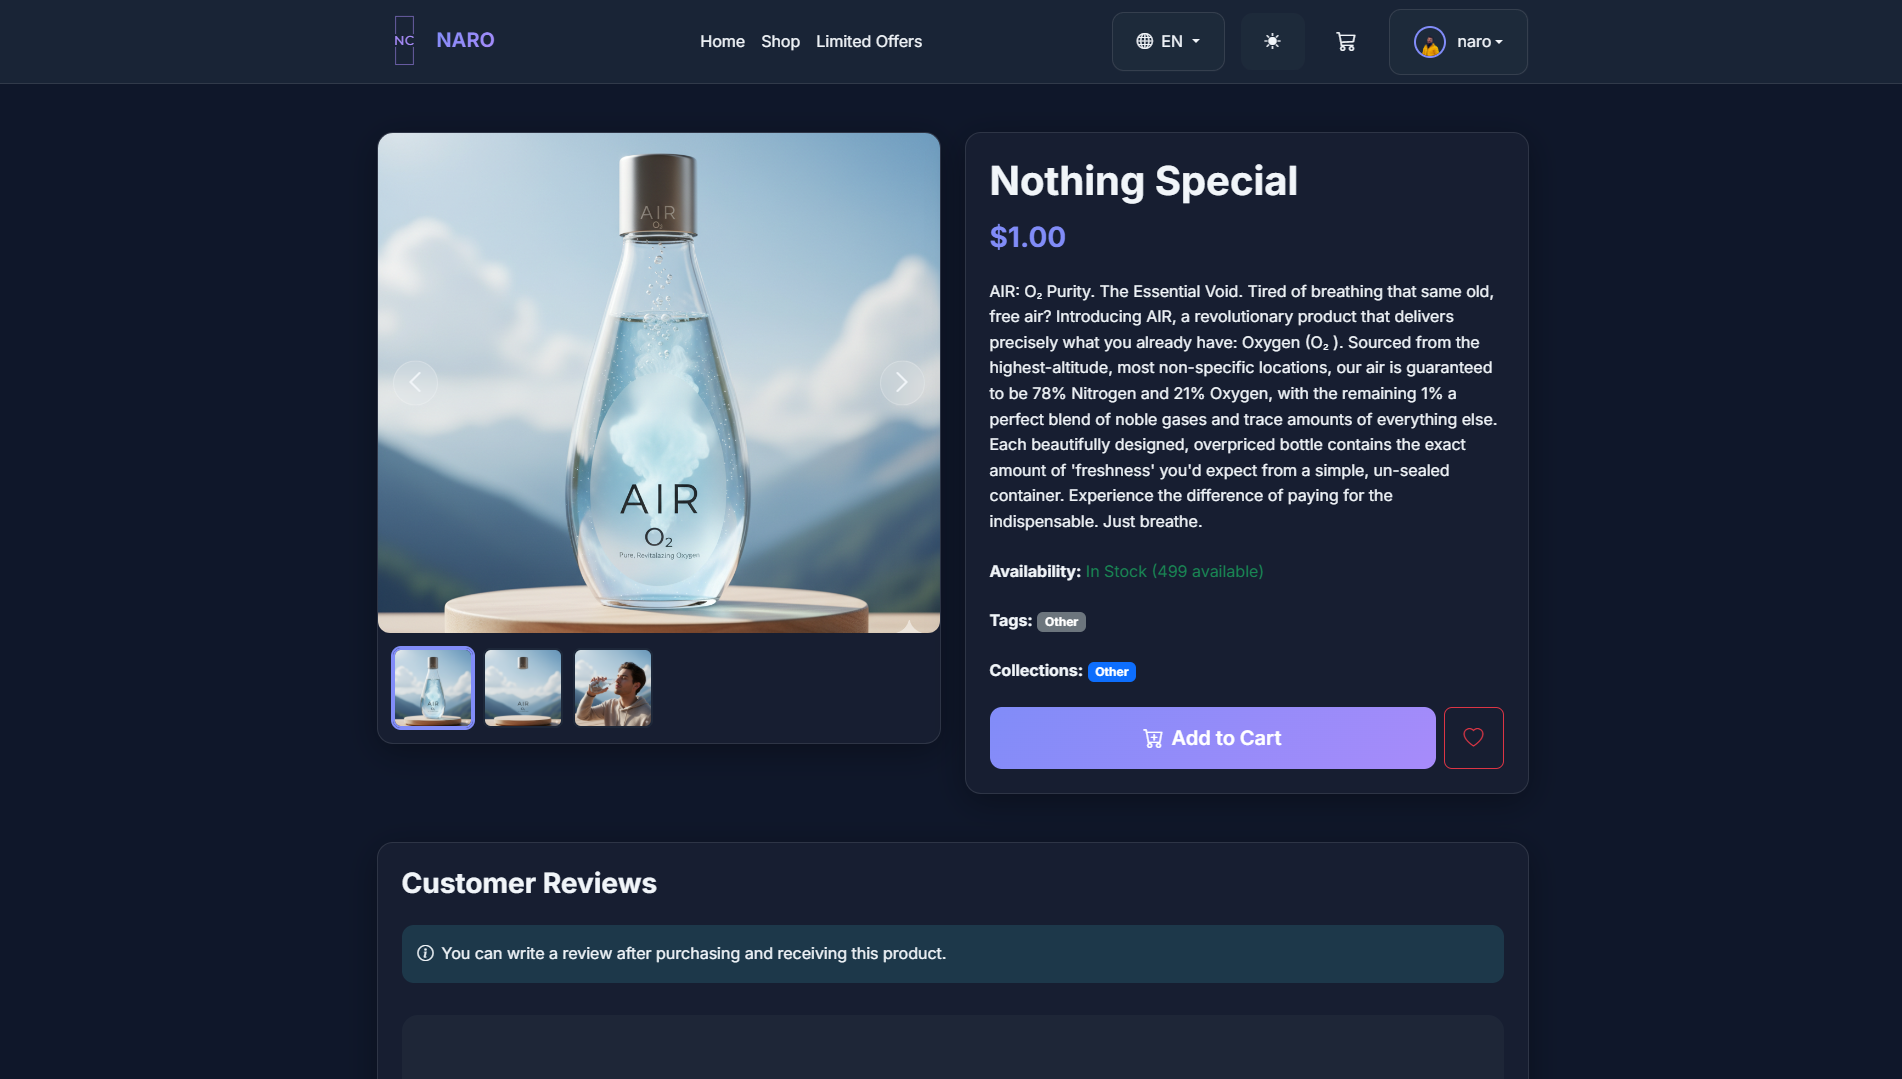 NC
NARO
Home
Shop
Limited Offers
EN
naro
AIR
O₂
AIR
O₂
Pure, Revitalizing Oxygen
Nothing Special
$1.00
AIR: O₂ Purity. The Essential Void. Tired of breathing that same old,
free air? Introducing AIR, a revolutionary product that delivers
precisely what you already have: Oxygen (O₂ ). Sourced from the
highest-altitude, most non-specific locations, our air is guaranteed
to be 78% Nitrogen and 21% Oxygen, with the remaining 1% a
perfect blend of noble gases and trace amounts of everything else.
Each beautifully designed, overpriced bottle contains the exact
amount of 'freshness' you'd expect from a simple, un-sealed
container. Experience the difference of paying for the
indispensable. Just breathe.
Availability: In Stock (499 available)
Tags: Other
Collections: Other
Add to Cart
AIR
AIR
Customer Reviews
You can write a review after purchasing and receiving this product.